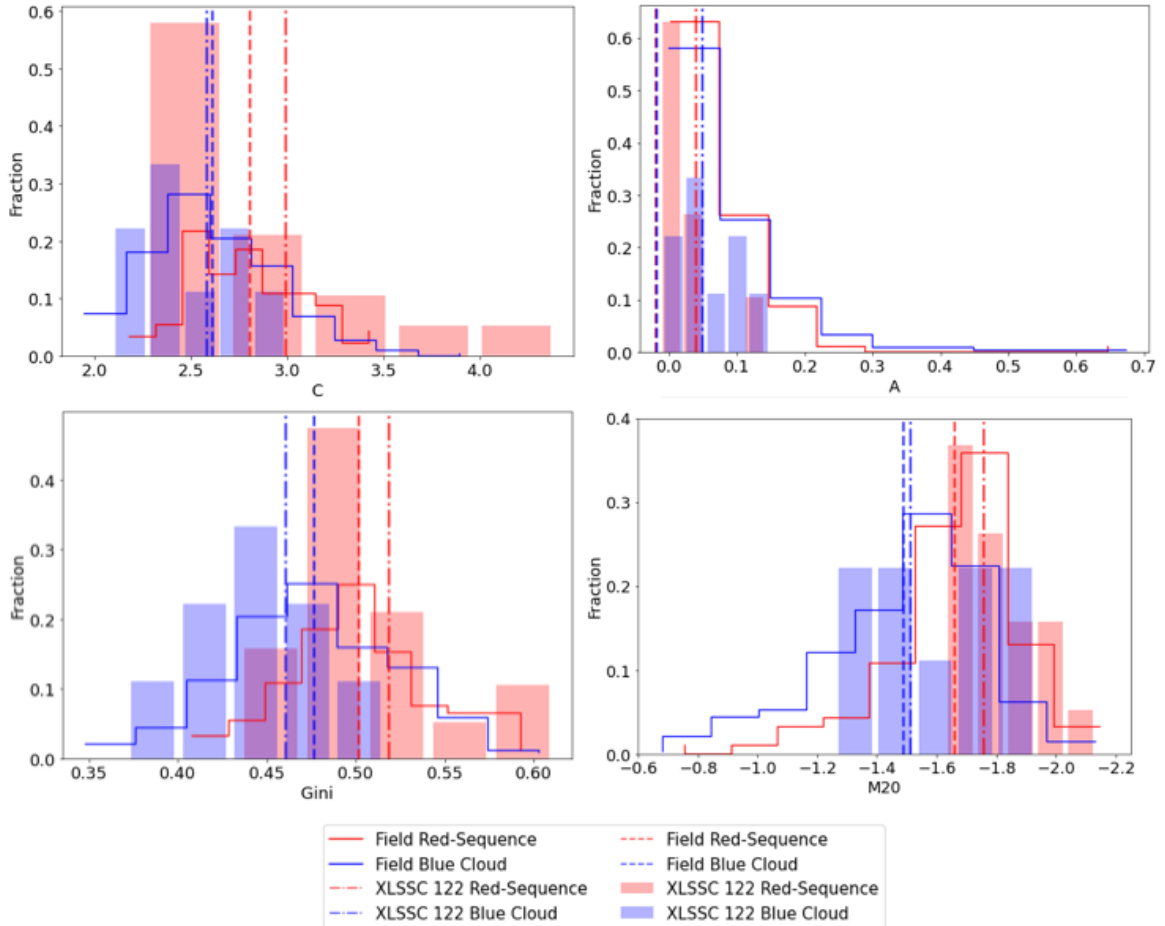 0.6
0.5
0.4
0.3
0.2
0.1
0.0
Fraction
2.0 2.5 3.0 3.5 4.0
C
0.6
0.5
0.4
0.3
0.2
0.1
0.0
Fraction
0.0 0.1 0.2 0.3 0.4 0.5 0.6 0.7
A
0.4
0.3
0.2
0.1
0.0
Fraction
0.35 0.40 0.45 0.50 0.55 0.60
Gini
0.4
0.3
0.2
0.1
0.0
Fraction
−0.6 −0.8 −1.0 −1.2 −1.4 −1.6 −1.8 −2.0 −2.2
M20
Field Red-Sequence
Field Blue Cloud
XLSSC 122 Red-Sequence
XLSSC 122 Blue Cloud
Field Red-Sequence
Field Blue Cloud
XLSSC 122 Red-Sequence
XLSSC 122 Blue Cloud